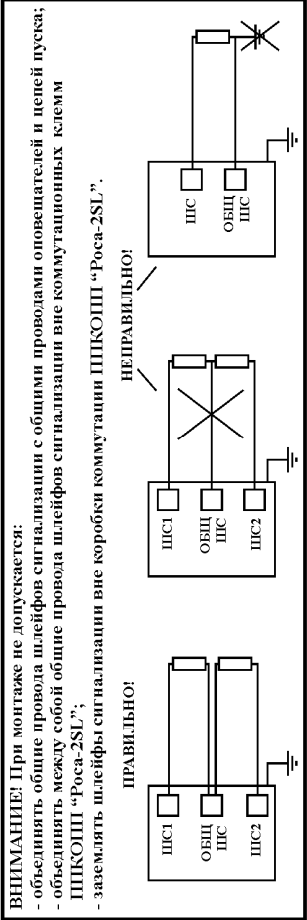 ВНИМАНИЕ! При монтаже не допускается:
- объединять общие провода шлейфов сигнализации с общими проводами оповещателей и цепей пуска;
- объединять между собой общие провода шлейфов сигнализации вне коммутационных клемм
ППКОПП “Роса-2SL”;
- заземлять шлейфы сигнализации вне коробки коммутации ППКОПП “Роса-2SL”.
ПРАВИЛЬНО!
НЕПРАВИЛЬНО!
ШС1
ОБЩ
ШС
ШС2
ШС1
ОБЩ
ШС
ШС2
ШС
ОБЩ
ШС